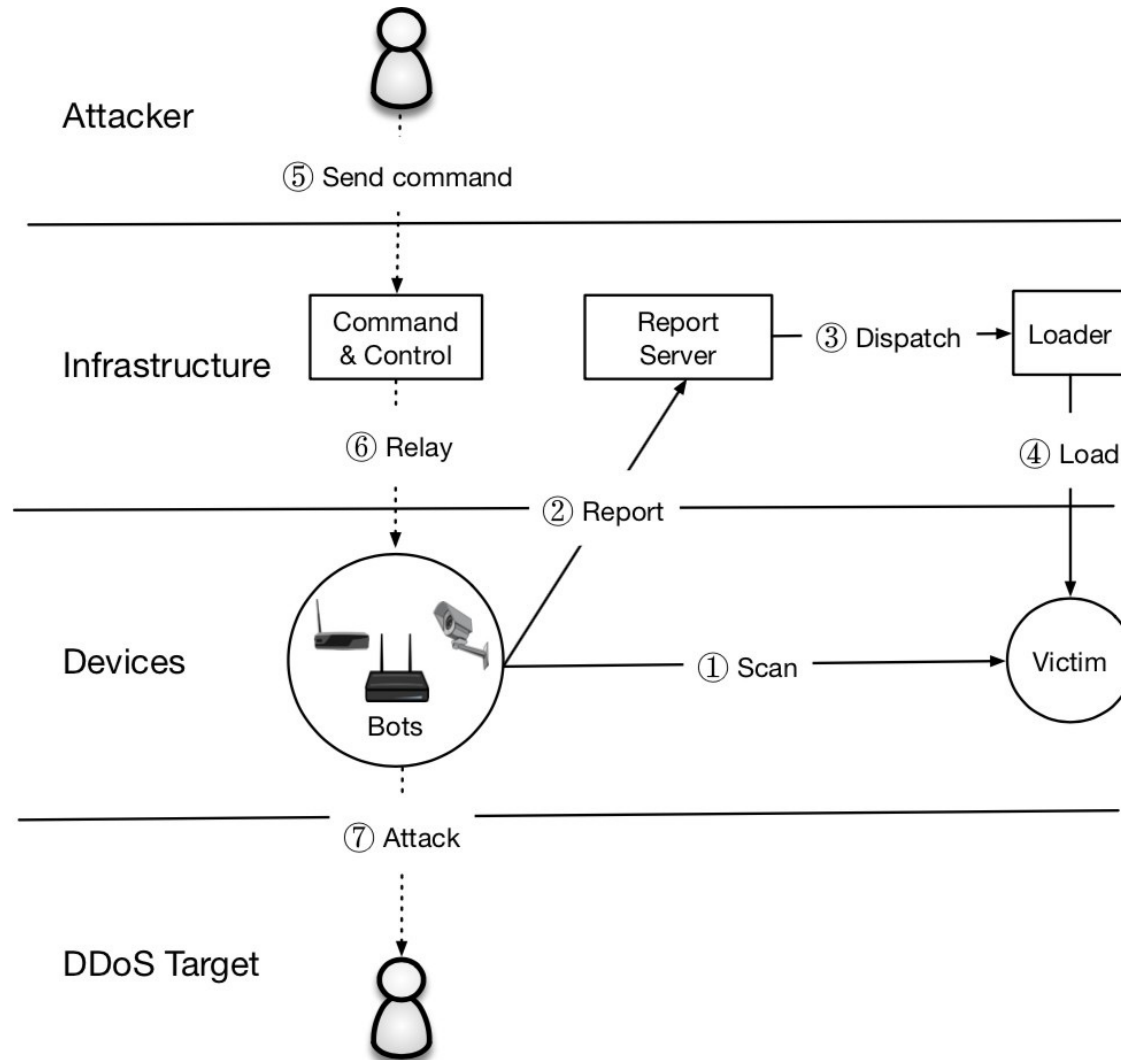 Attacker
⑤ Send command
Infrastructure
Command
& Control
Report
Server
③ Dispatch
Loader
⑥ Relay
④ Load
② Report
Devices
Bots
① Scan
Victim
⑦ Attack
DDoS Target